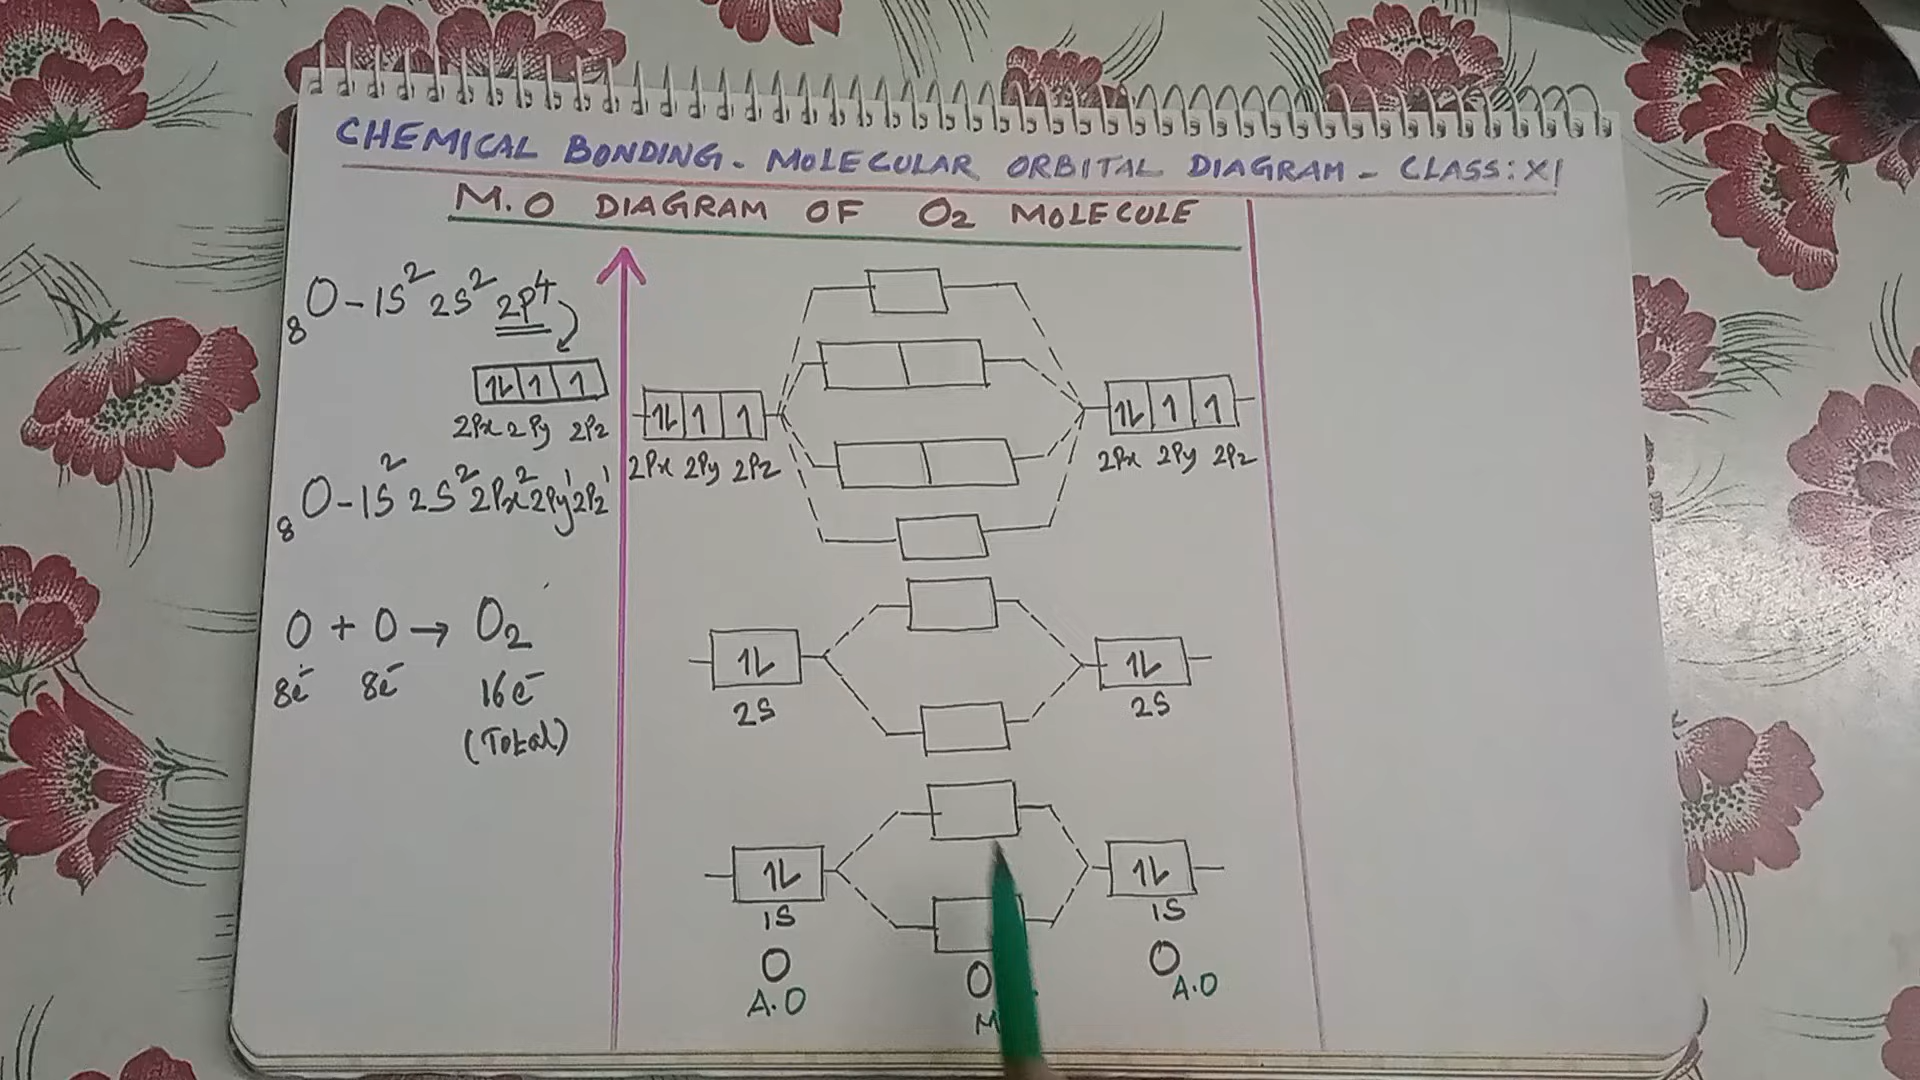 CHEMICAL BONDING - MOLECULAR ORBITAL DIAGRAM - CLASS: XI
M.O DIAGRAM OF O2 MOLECULE
8O - 1S² 2S² 2P⁴
1L 1 1
2Px 2Py 2Pz
8O - 1S² 2S² 2Px² 2Py¹ 2Pz¹
O + O → O2
8e⁻ 8e⁻ 16e⁻
(Total)
1L 1 1
2Px 2Py 2Pz
1L 1 1
2Px 2Py 2Pz
1L
2S
1L
2S
1L
1S
O
A.O
1L
1S
O
A.O